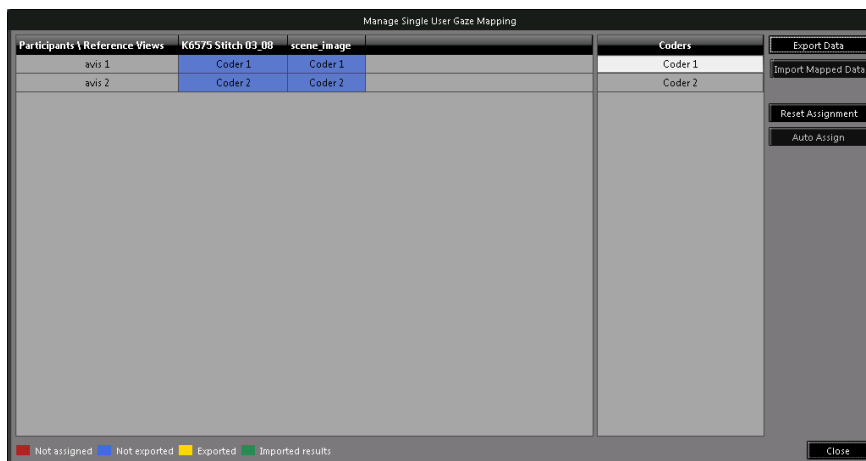 Manage Single User Gaze Mapping
Participants \ Reference Views K6575 Stitch 03_08 scene_image Coders Export Data
avis 1 Coder 1 Coder 1 Coder 1 Import Mapped Data
avis 2 Coder 2 Coder 2 Coder 2
Reset Assignment
Auto Assign
Not assigned Not exported Exported Imported results Close